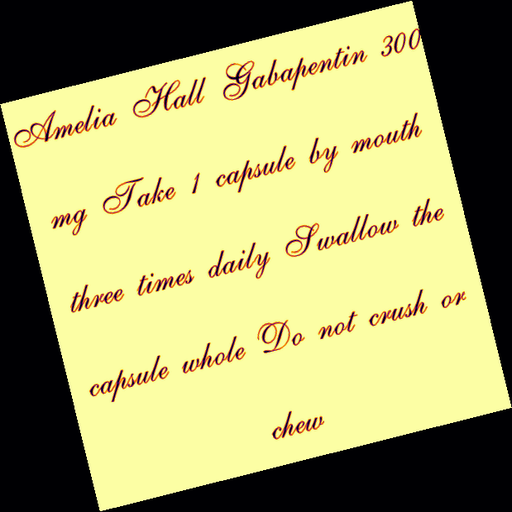 Amelia Hall Gabapentin 300
mg Take 1 capsule by mouth
three times daily Swallow the
capsule whole Do not crush or
chew